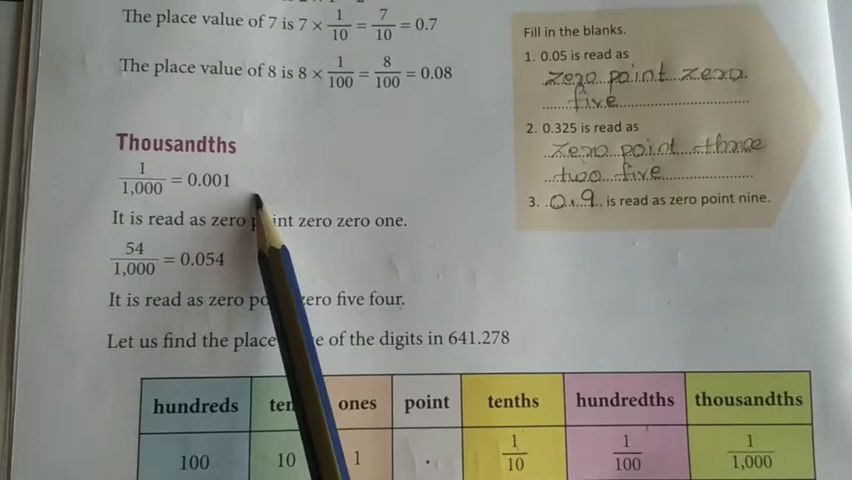 The place value of 7 is 7 × 1/10 = 7/10 = 0.7
The place value of 8 is 8 × 1/100 = 8/100 = 0.08
Thousandths
1/1,000 = 0.001
It is read as zero point zero zero one.
54/1,000 = 0.054
It is read as zero po zero five four.
Let us find the place of the digits in 641.278
hundreds ten ones point tenths hundredths thousandths
100 10 1 . 1/10 1/100 1/1,000
Fill in the blanks.
1. 0.05 is read as
zero point zero
five
2. 0.325 is read as
zero point three
two five
3. 0.9 is read as zero point nine.